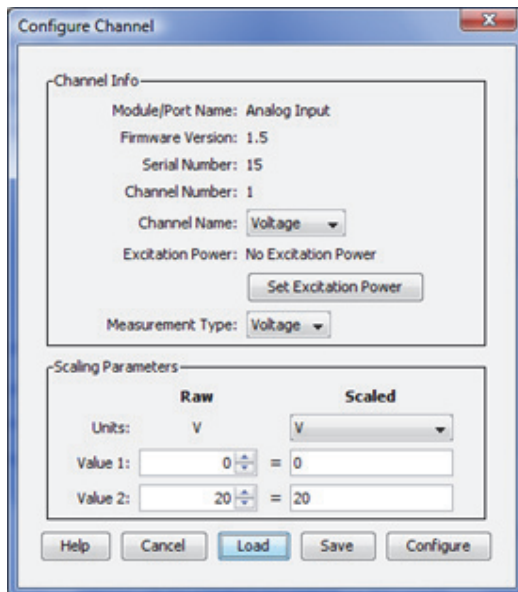 Configure Channel
Channel Info
Module/Port Name: Analog Input
Firmware Version: 1.5
Serial Number: 15
Channel Number: 1
Channel Name: Voltage
Excitation Power: No Excitation Power
Set Excitation Power
Measurement Type: Voltage
Scaling Parameters
Raw Scaled
Units: V V
Value 1: 0 = 0
Value 2: 20 = 20
Help Cancel Load Save Configure